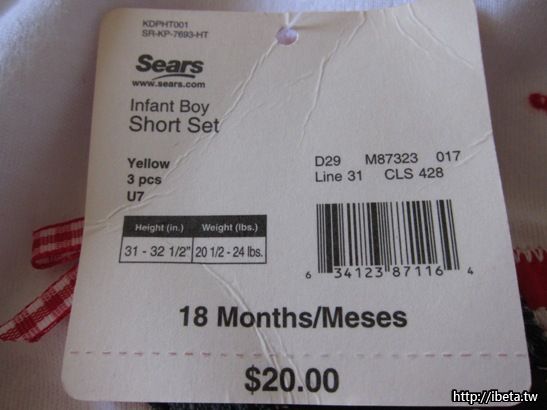 KDPHT001
SR-KP-7693-HT
Sears
www.sears.com
Infant Boy
Short Set
Yellow
3 pcs
U7
D29 M87323 017
Line 31 CLS 428
Height (in.) Weight (lbs.)
31 - 32 1/2" 20 1/2 - 24 lbs.
6 34123 87116 4
18 Months/Meses
$20.00
http://ibeta.tw